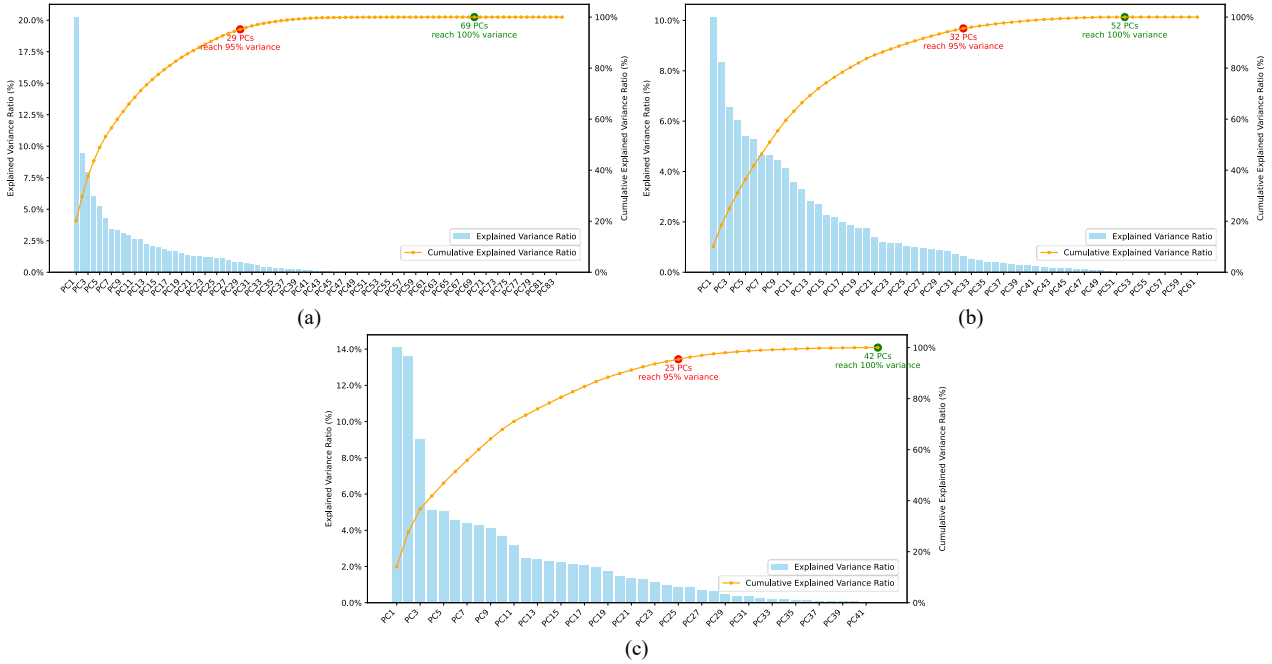 20.0%
17.5%
15.0%
12.5%
10.0%
7.5%
5.0%
2.5%
0.0%
Explained Variance Ratio (%)
29 PCs
reach 95% variance
69 PCs
reach 100% variance
100%
80%
60%
40%
20%
0%
Cumulative Explained Variance Ratio (%)
Explained Variance Ratio
Cumulative Explained Variance Ratio
PC1 PC3 PC5 PC7 PC9 PC11 PC13 PC15 PC17 PC19 PC21 PC23 PC25 PC27 PC29 PC31 PC33 PC35 PC37 PC39 PC41 PC43 PC45 PC47 PC49 PC51 PC53 PC55 PC57 PC59 PC61 PC63 PC65 PC67 PC69 PC71 PC73 PC75 PC77 PC79 PC81 PC83
(a)
10.0%
8.0%
6.0%
4.0%
2.0%
0.0%
Explained Variance Ratio (%)
32 PCs
reach 95% variance
52 PCs
reach 100% variance
100%
80%
60%
40%
20%
0%
Cumulative Explained Variance Ratio (%)
Explained Variance Ratio
Cumulative Explained Variance Ratio
PC1 PC3 PC5 PC7 PC9 PC11 PC13 PC15 PC17 PC19 PC21 PC23 PC25 PC27 PC29 PC31 PC33 PC35 PC37 PC39 PC41 PC43 PC45 PC47 PC49 PC51 PC53 PC55 PC57 PC59 PC61
(b)
14.0%
12.0%
10.0%
8.0%
6.0%
4.0%
2.0%
0.0%
Explained Variance Ratio (%)
25 PCs
reach 95% variance
42 PCs
reach 100% variance
100%
80%
60%
40%
20%
0%
Cumulative Explained Variance Ratio (%)
Explained Variance Ratio
Cumulative Explained Variance Ratio
PC1 PC3 PC5 PC7 PC9 PC11 PC13 PC15 PC17 PC19 PC21 PC23 PC25 PC27 PC29 PC31 PC33 PC35 PC37 PC39 PC41
(c)